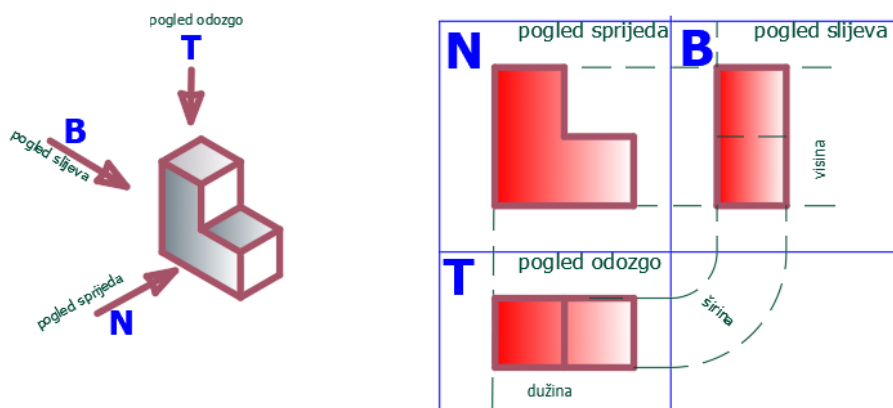 pogled odozgo
T
B
pogled slijeva
pogled sprijeda
N
N
pogled sprijeda
B
pogled slijeva
visina
T
pogled odozgo
širina
dužina